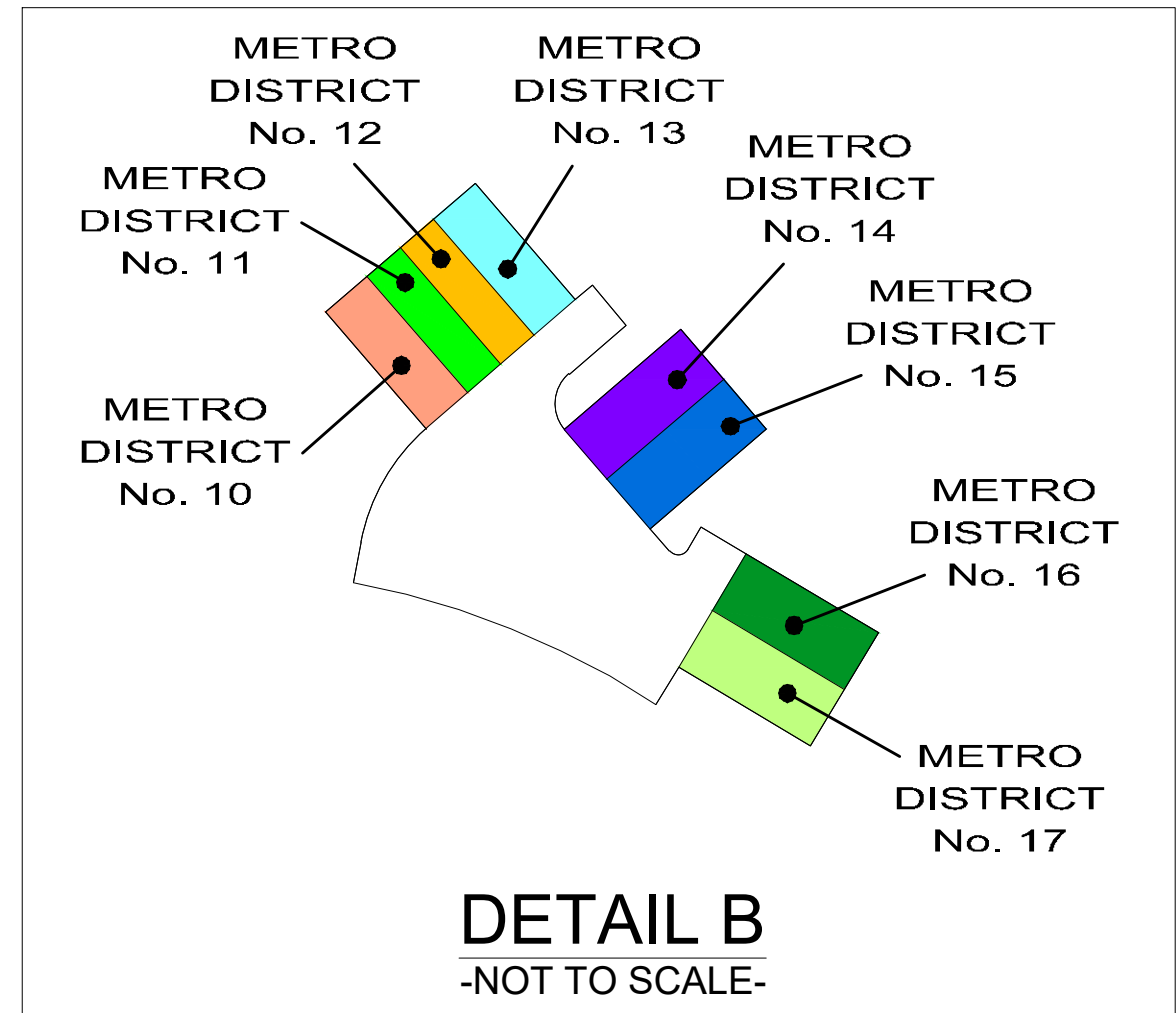 METRO
DISTRICT
No. 12
METRO
DISTRICT
No. 13
METRO
DISTRICT
No. 14
METRO
DISTRICT
No. 11
METRO
DISTRICT
No. 15
METRO
DISTRICT
No. 10
METRO
DISTRICT
No. 16
METRO
DISTRICT
No. 17
DETAIL B
-NOT TO SCALE-